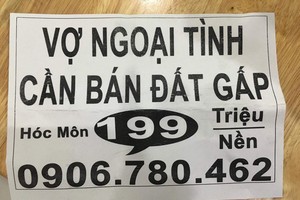 VỢ NGOẠI TÌNH
CẦN BÁN ĐẤT GẤP
Hóc Môn 199 Triệu/Nền
0906.780.462